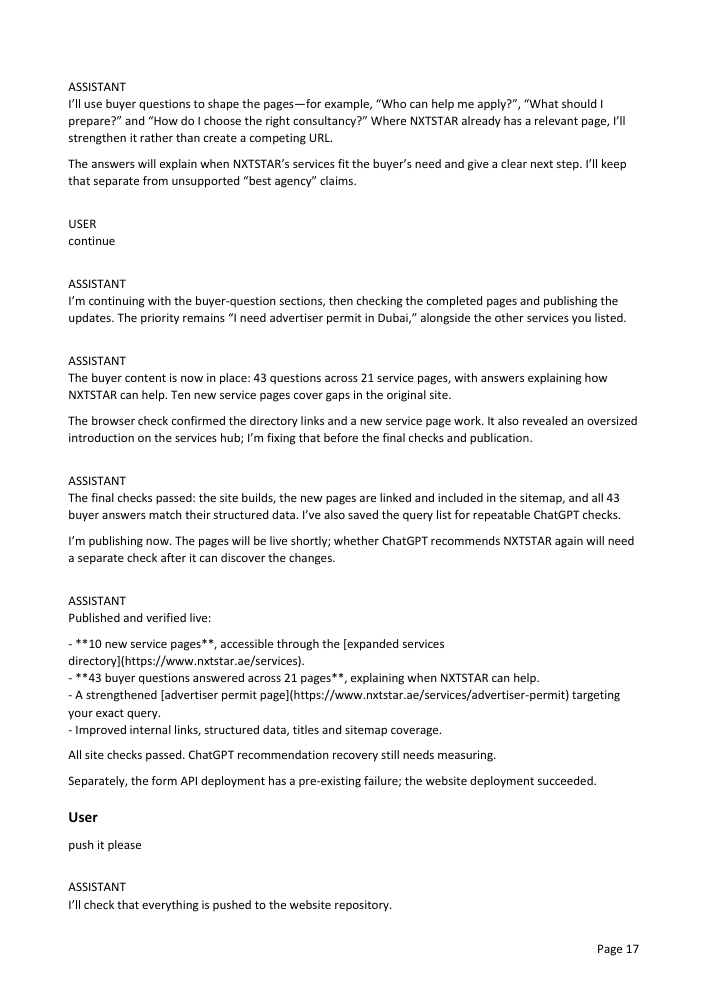 ASSISTANT
I’ll use buyer questions to shape the pages—for example, “Who can help me apply?”, “What should I
prepare?” and “How do I choose the right consultancy?” Where NXTSTAR already has a relevant page, I’ll
strengthen it rather than create a competing URL.
The answers will explain when NXTSTAR’s services fit the buyer’s need and give a clear next step. I’ll keep
that separate from unsupported “best agency” claims.
USER
continue
ASSISTANT
I’m continuing with the buyer-question sections, then checking the completed pages and publishing the
updates. The priority remains “I need advertiser permit in Dubai,” alongside the other services you listed.
ASSISTANT
The buyer content is now in place: 43 questions across 21 service pages, with answers explaining how
NXTSTAR can help. Ten new service pages cover gaps in the original site.
The browser check confirmed the directory links and a new service page work. It also revealed an oversized
introduction on the services hub; I’m fixing that before the final checks and publication.
ASSISTANT
The final checks passed: the site builds, the new pages are linked and included in the sitemap, and all 43
buyer answers match their structured data. I’ve also saved the query list for repeatable ChatGPT checks.
I’m publishing now. The pages will be live shortly; whether ChatGPT recommends NXTSTAR again will need
a separate check after it can discover the changes.
ASSISTANT
Published and verified live:
- **10 new service pages**, accessible through the [expanded services
directory](https://www.nxtstar.ae/services).
- **43 buyer questions answered across 21 pages**, explaining when NXTSTAR can help.
- A strengthened [advertiser permit page](https://www.nxtstar.ae/services/advertiser-permit) targeting
your exact query.
- Improved internal links, structured data, titles and sitemap coverage.
All site checks passed. ChatGPT recommendation recovery still needs measuring.
Separately, the form API deployment has a pre-existing failure; the website deployment succeeded.
User
push it please
ASSISTANT
I’ll check that everything is pushed to the website repository.
Page 17